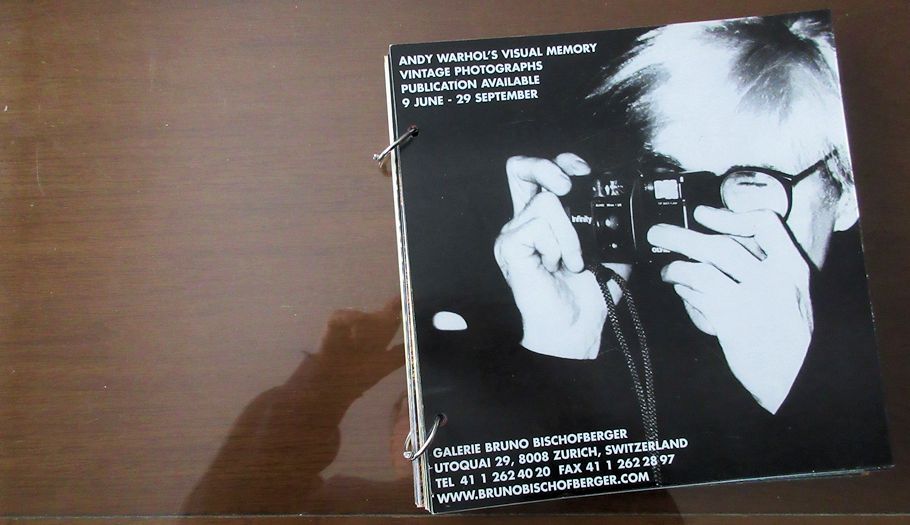 ANDY WARHOL'S VISUAL MEMORY
VINTAGE PHOTOGRAPHS
PUBLICATION AVAILABLE
9 JUNE - 29 SEPTEMBER
Infinity
GALERIE BRUNO BISCHOFBERGER
UTOQUAI 29, 8008 ZURICH, SWITZERLAND
TEL 41 1 262 40 20 FAX 41 1 262 28 97
WWW.BRUNOBISCHOFBERGER.COM